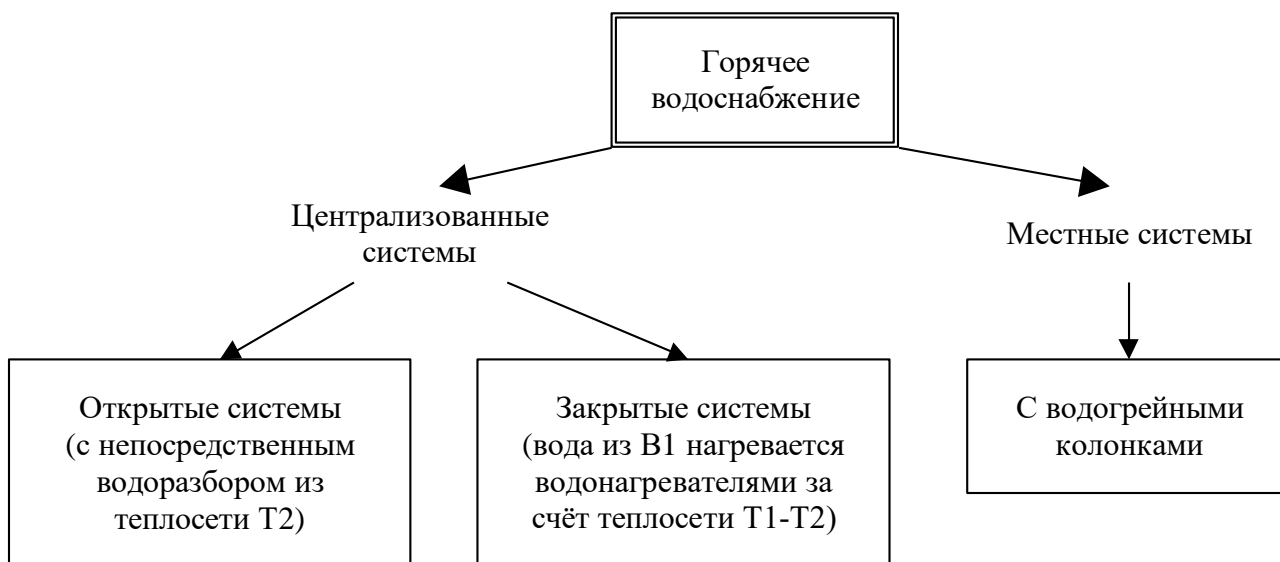 Горячее
водоснабжение
Централизованные
системы
Местные системы
Открытые системы
(с непосредственным
водоразбором из
теплосети Т2)
Закрытые системы
(вода из В1 нагревается
водонагревателями за
счёт теплосети Т1-Т2)
С водогрейными
колонками